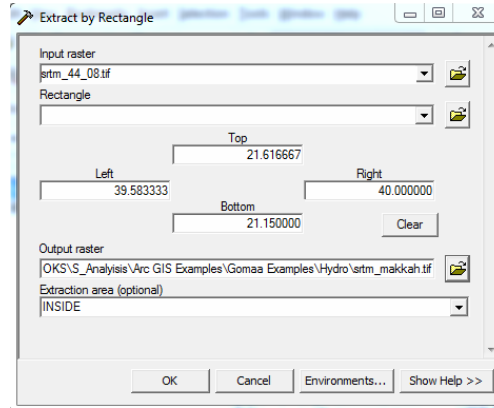 Extract by Rectangle
Input raster
srtm_44_08.tif
Rectangle
Top
21.616667
Left Right
39.583333 40.000000
Bottom
21.150000 Clear
Output raster
OKS\S_Analyisis\Arc GIS Examples\Gomaa Examples\Hydro\srtm_makkah.tif
Extraction area (optional)
INSIDE
OK Cancel Environments... Show Help >>